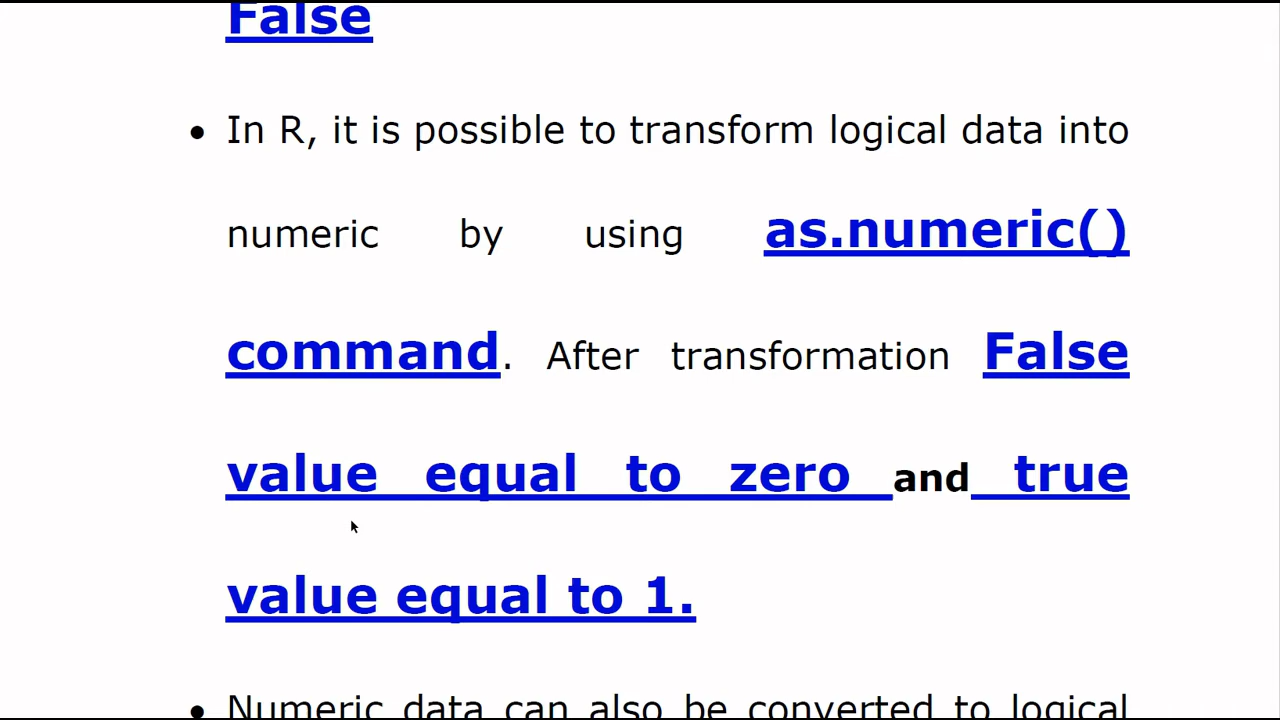 False
• In R, it is possible to transform logical data into
numeric by using as.numeric()
command. After transformation False
value equal to zero and true
value equal to 1.
• Numeric data can also be converted to logical